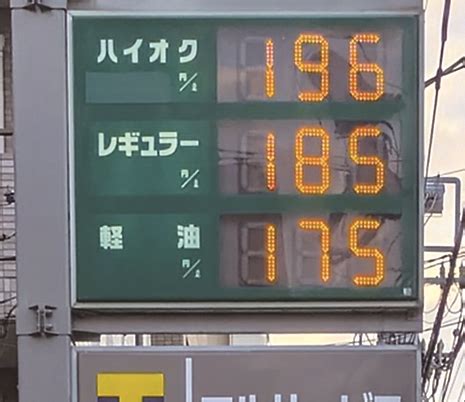 ハイオク 円/ℓ 196
レギュラー 円/ℓ 185
軽油 円/ℓ 175
T